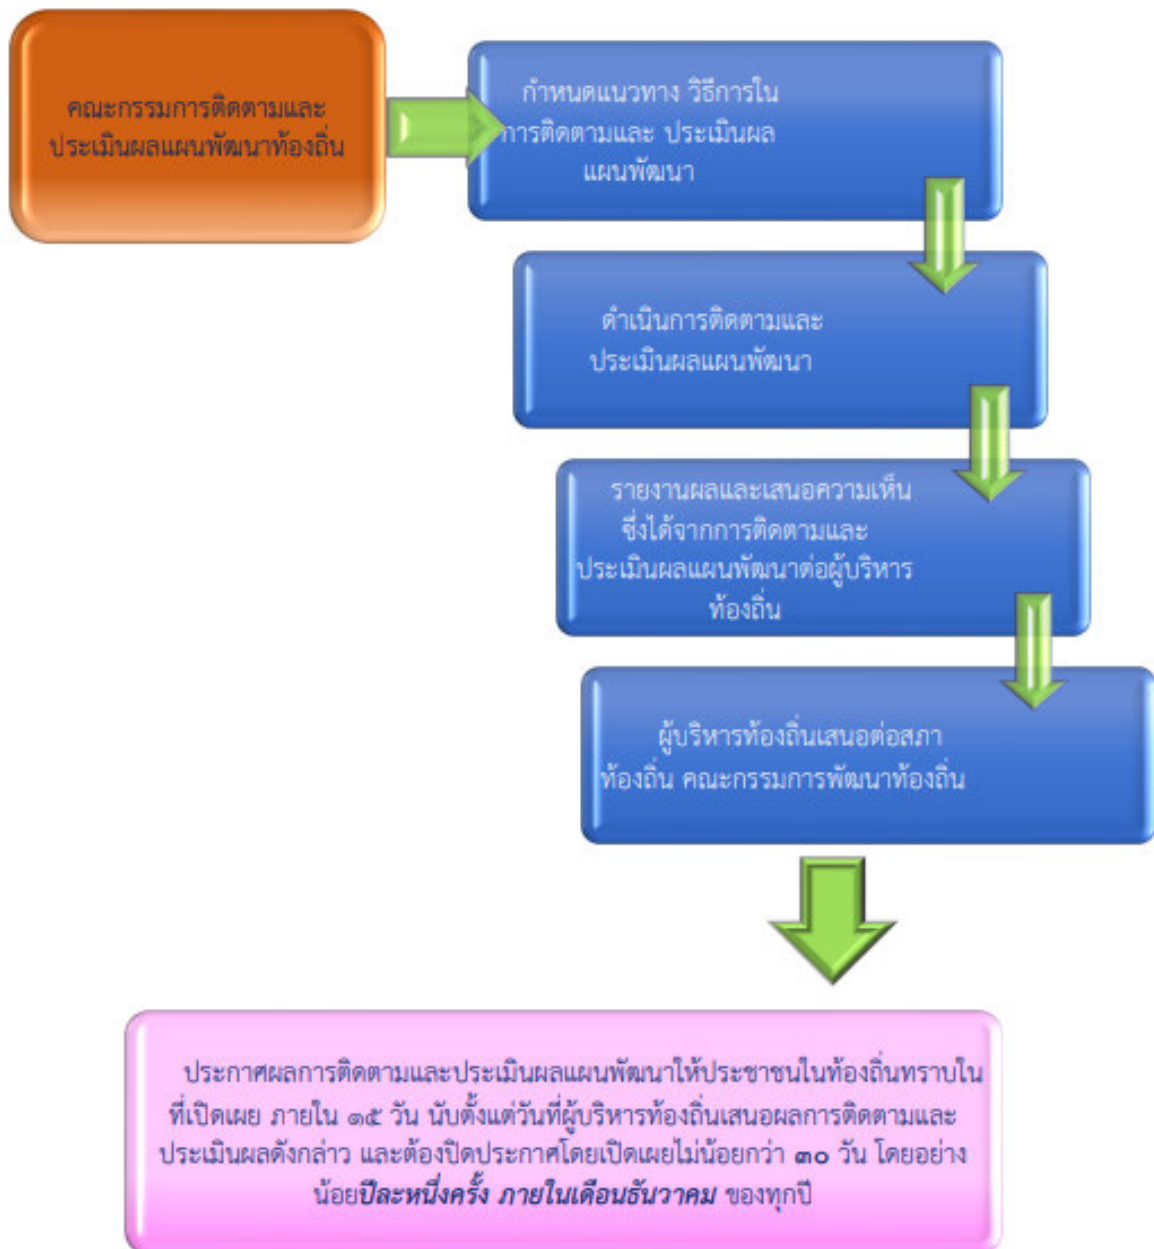 คณะกรรมการติดตามและ
ประเมินผลแผนพัฒนาท้องถิ่น
กำหนดแนวทาง วิธีการใน
การติดตามและ ประเมินผล
แผนพัฒนา
ดำเนินการติดตามและ
ประเมินผลแผนพัฒนา
รายงานผลและเสนอความเห็น
ซึ่งได้จากการติดตามและ
ประเมินผลแผนพัฒนาต่อผู้บริหาร
ท้องถิ่น
ผู้บริหารท้องถิ่นเสนอต่อสภา
ท้องถิ่น คณะกรรมการพัฒนาท้องถิ่น
ประกาศผลการติดตามและประเมินผลแผนพัฒนาให้ประชาชนในท้องถิ่นทราบใน
ที่เปิดเผย ภายใน ๑๕ วัน นับตั้งแต่วันที่ผู้บริหารท้องถิ่นเสนอผลการติดตามและ
ประเมินผลดังกล่าว และต้องปิดประกาศโดยเปิดเผยไม่น้อยกว่า ๓๐ วัน โดยอย่าง
น้อยปีละหนึ่งครั้ง ภายในเดือนธันวาคม ของทุกปี